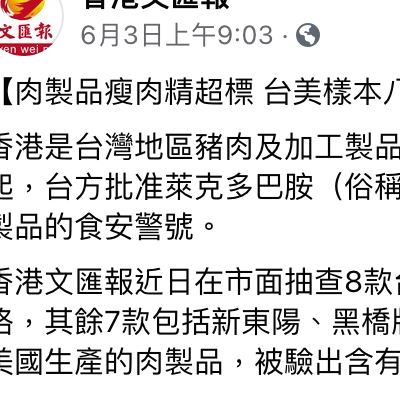 香港文匯報
文匯報
wen wei p
6月3日上午9:03 ·
【肉製品瘦肉精超標 台美樣本八
香港是台灣地區豬肉及加工製品
起，台方批准萊克多巴胺（俗稱
製品的食安警號。
香港文匯報近日在市面抽查8款台
格，其餘7款包括新東陽、黑橋牌
美國生產的肉製品，被驗出含有